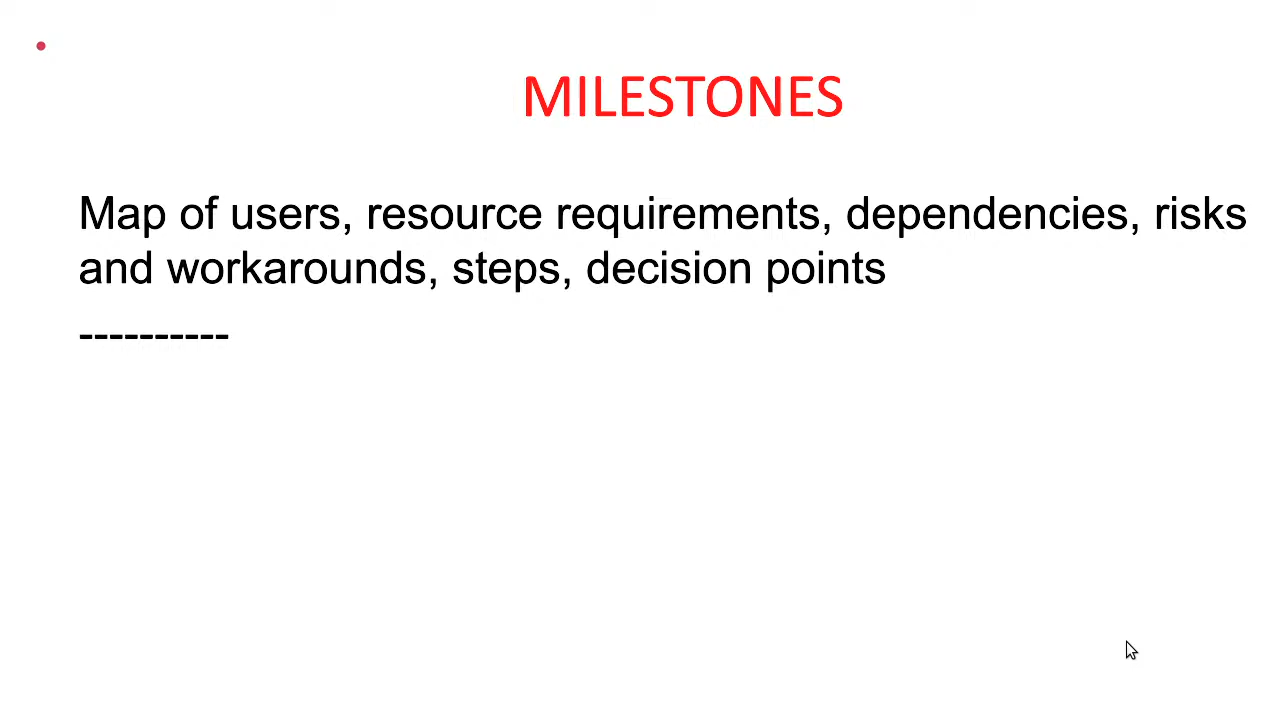 MILESTONES
Map of users, resource requirements, dependencies, risks
and workarounds, steps, decision points
----------